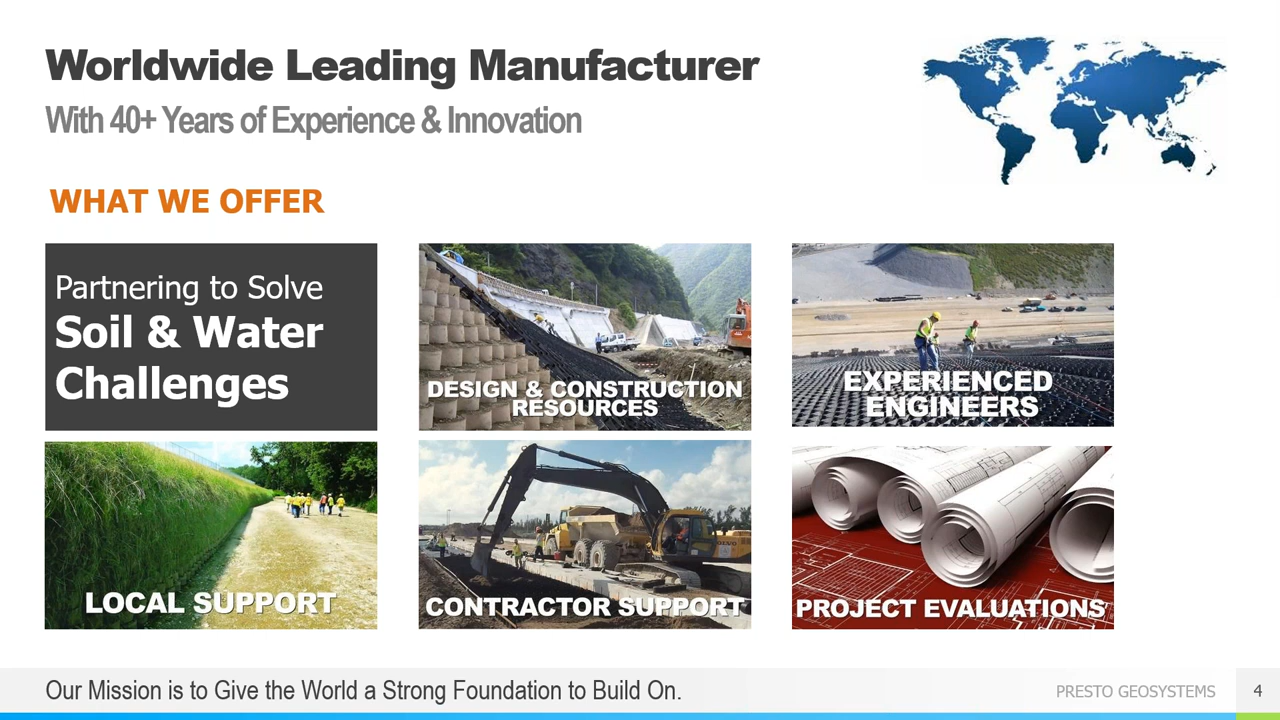 Worldwide Leading Manufacturer
With 40+ Years of Experience & Innovation
WHAT WE OFFER
Partnering to Solve
Soil & Water
Challenges
DESIGN & CONSTRUCTION
RESOURCES
EXPERIENCED
ENGINEERS
LOCAL SUPPORT
CONTRACTOR SUPPORT
PROJECT EVALUATIONS
Our Mission is to Give the World a Strong Foundation to Build On.
PRESTO GEOSYSTEMS
4